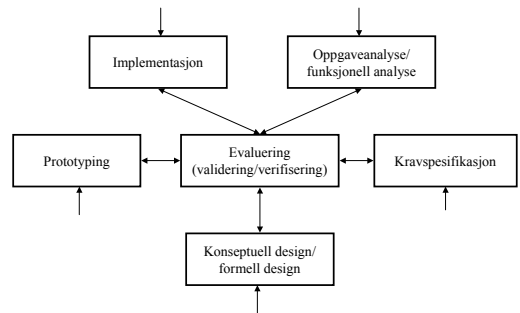 Implementasjon
Oppgaveanalyse/
funksjonell analyse
Prototyping
Evaluering
(validering/verifisering)
Kravspesifikasjon
Konseptuell design/
formell design